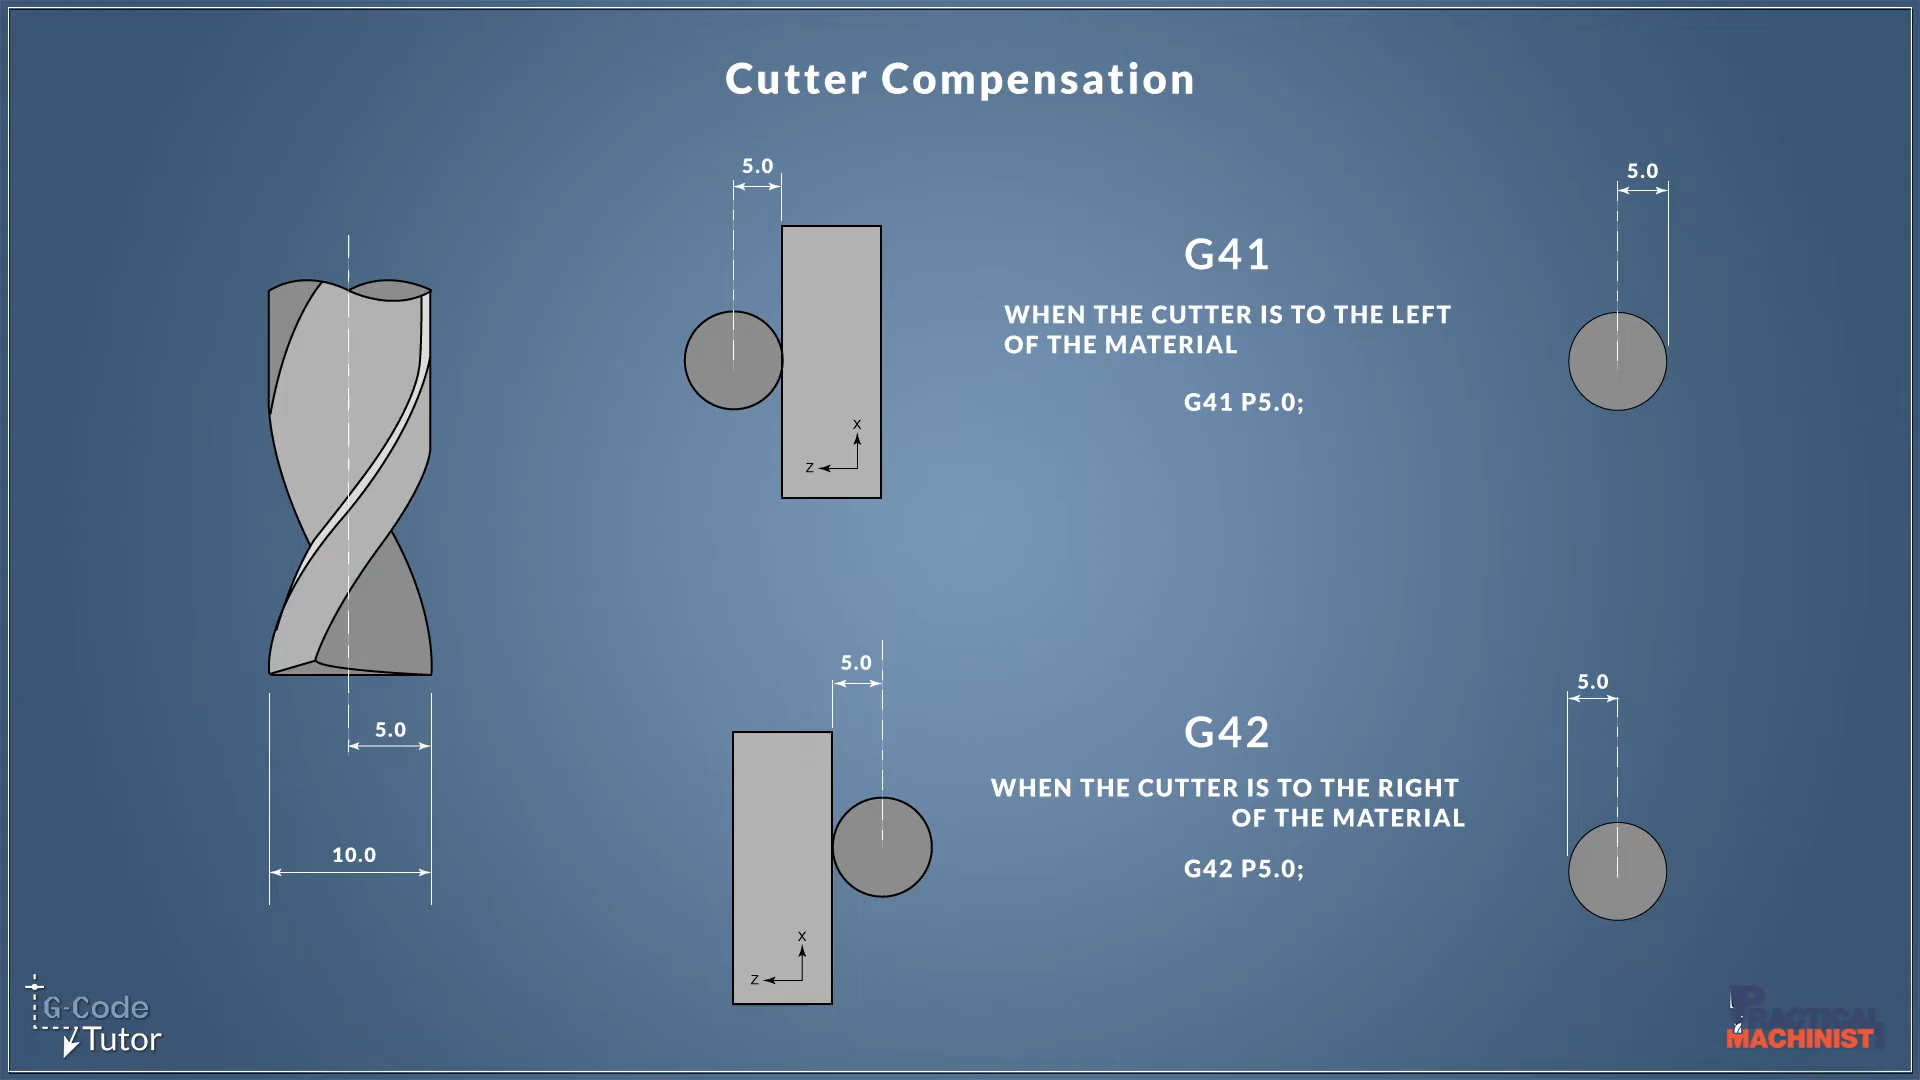 Cutter Compensation
5.0
5.0
G41
WHEN THE CUTTER IS TO THE LEFT
OF THE MATERIAL
G41 P5.0;
X
Z
5.0
10.0
5.0
5.0
G42
WHEN THE CUTTER IS TO THE RIGHT
OF THE MATERIAL
G42 P5.0;
X
Z
G-Code
Tutor
PRACTICAL
MACHINIST